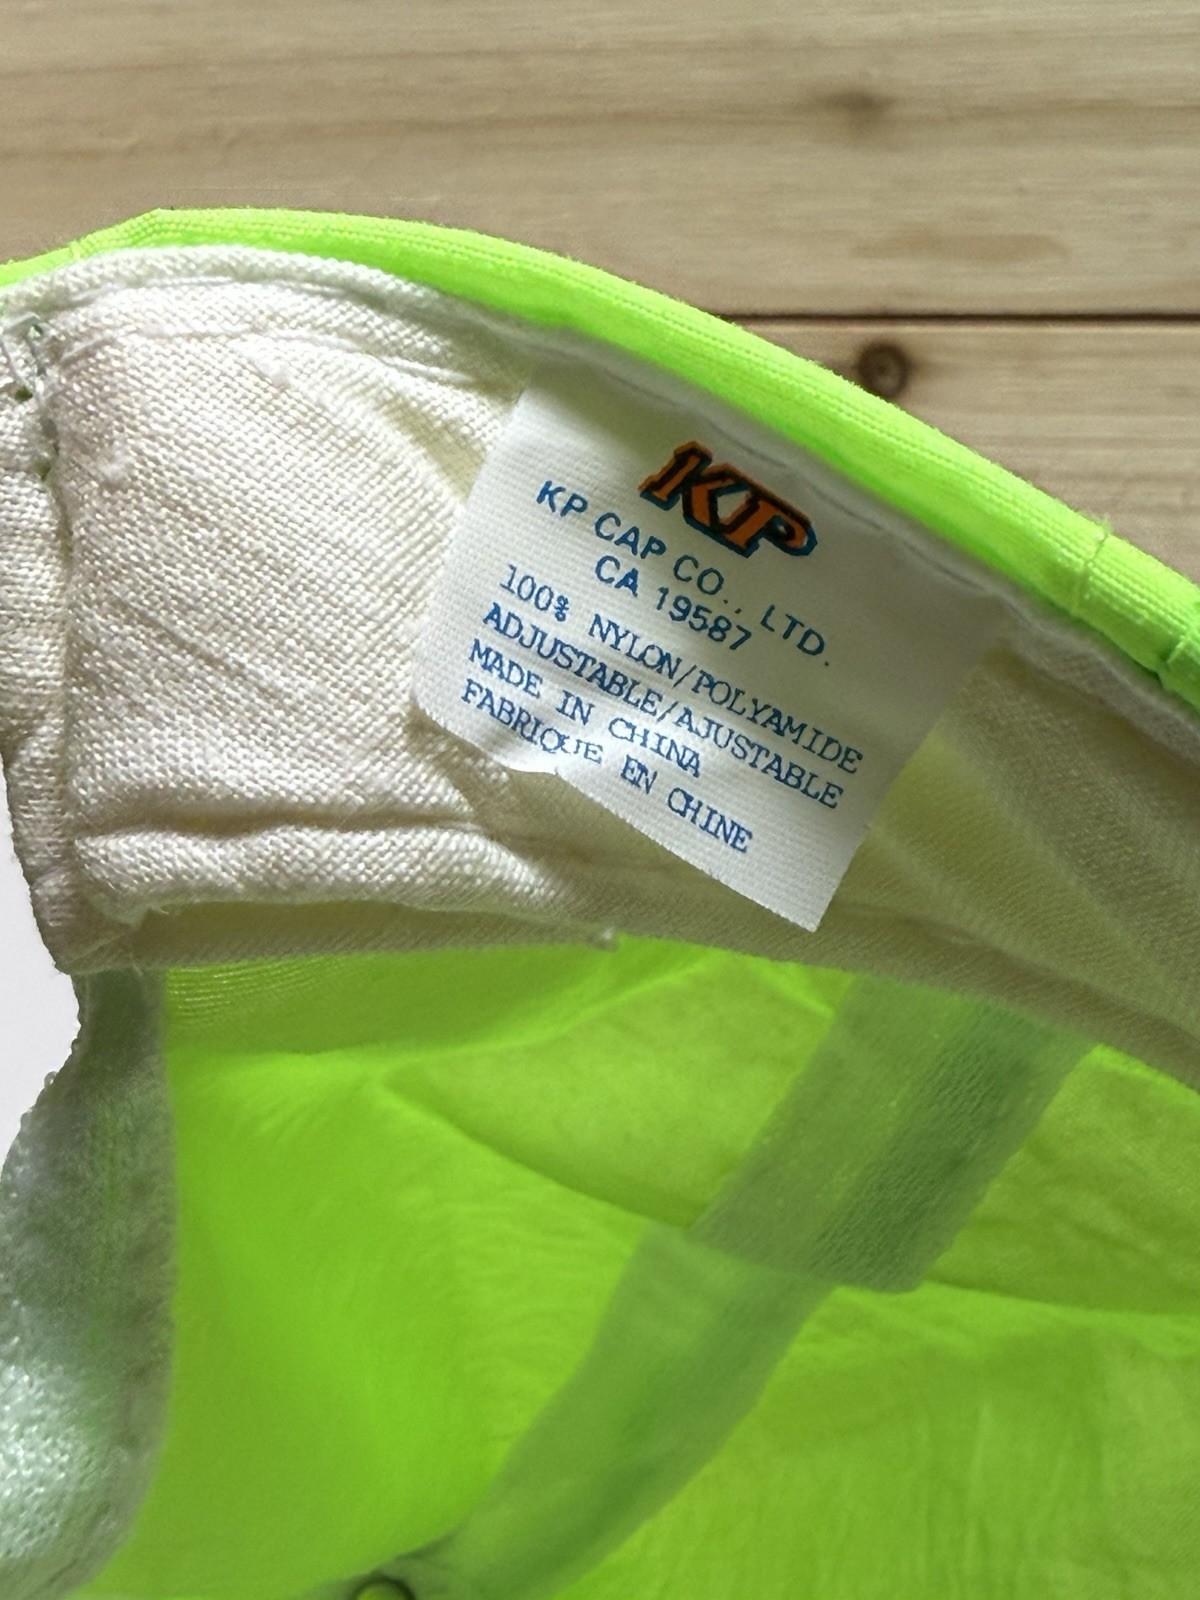 KP
KP CAP CO., LTD.
CA 19587
100% NYLON/POLYAMIDE
ADJUSTABLE/AJUSTABLE
MADE IN CHINA
FABRIQUE EN CHINE